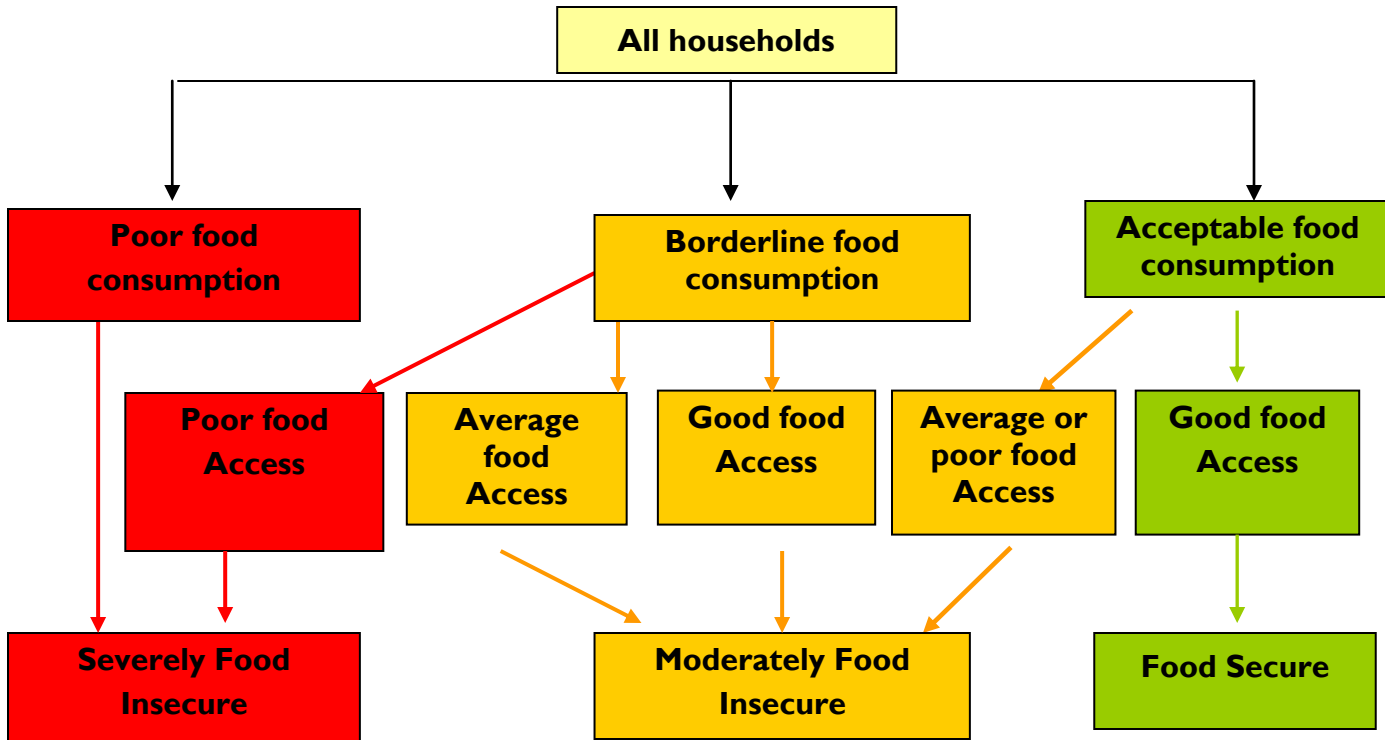 All households
Poor food
consumption
Borderline food
consumption
Acceptable food
consumption
Poor food
Access
Average
food
Access
Good food
Access
Average or
poor food
Access
Good food
Access
Severely Food
Insecure
Moderately Food
Insecure
Food Secure